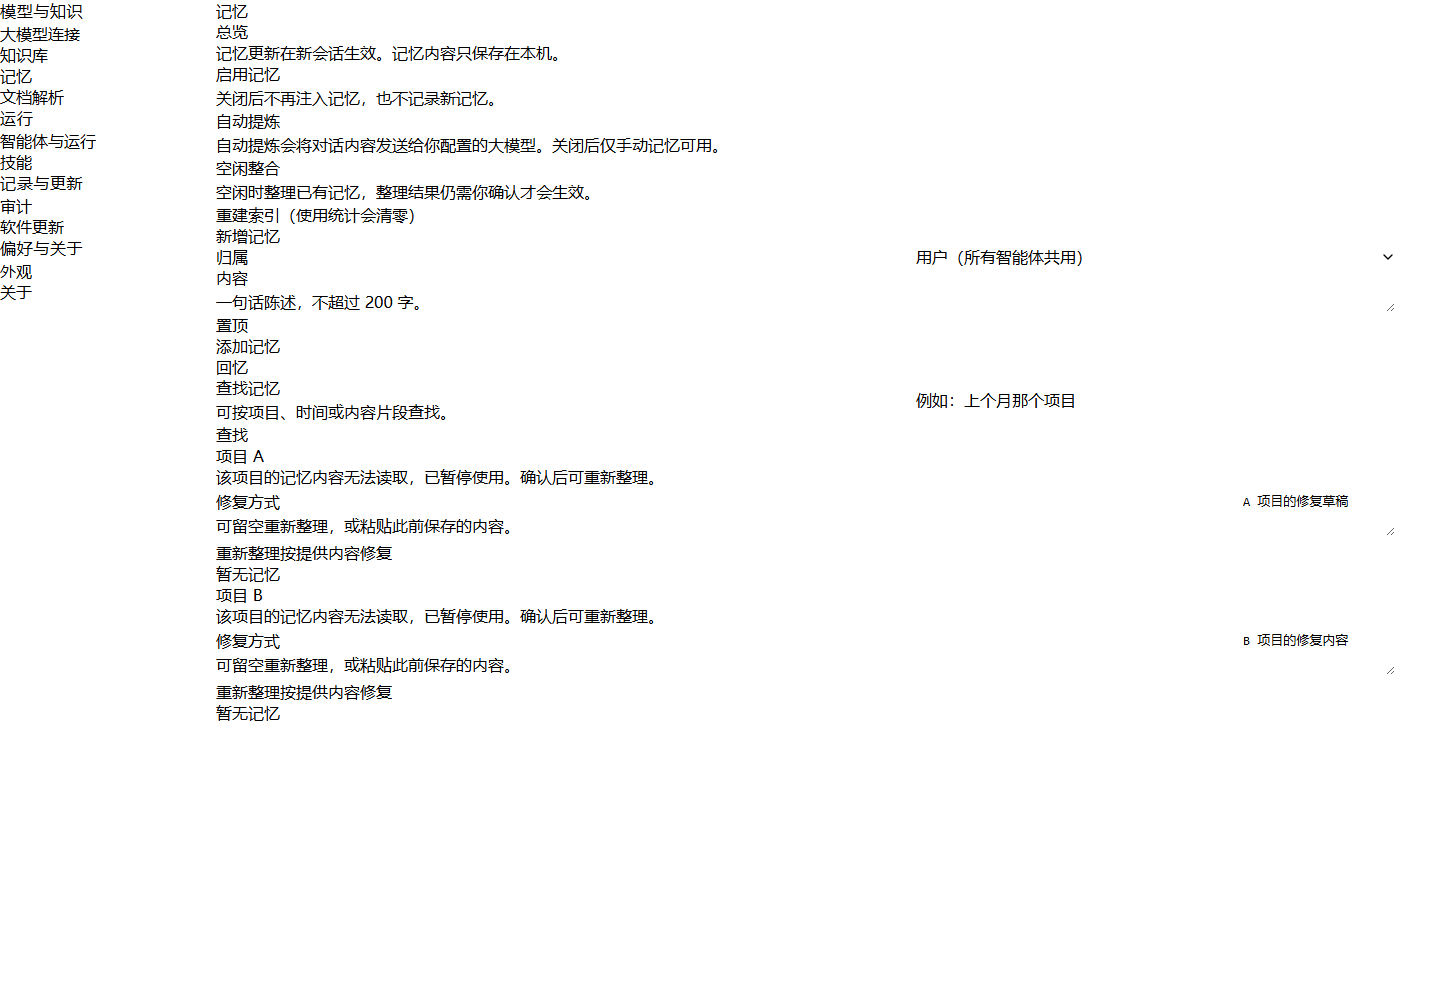 模型与知识
大模型连接
知识库
记忆
文档解析
运行
智能体与运行
技能
记录与更新
审计
软件更新
偏好与关于
外观
关于
记忆
总览
记忆更新在新会话生效。记忆内容只保存在本机。
启用记忆
关闭后不再注入记忆，也不记录新记忆。
自动提炼
自动提炼会将对话内容发送给你配置的大模型。关闭后仅手动记忆可用。
空闲整合
空闲时整理已有记忆，整理结果仍需你确认才会生效。
重建索引（使用统计会清零）
新增记忆
归属
用户（所有智能体共用）
内容
一句话陈述，不超过 200 字。
置顶
添加记忆
回忆
查找记忆
可按项目、时间或内容片段查找。
例如：上个月那个项目
查找
项目 A
该项目的记忆内容无法读取，已暂停使用。确认后可重新整理。
修复方式
可留空重新整理，或粘贴此前保存的内容。
A 项目的修复草稿
重新整理按提供内容修复
暂无记忆
项目 B
该项目的记忆内容无法读取，已暂停使用。确认后可重新整理。
修复方式
可留空重新整理，或粘贴此前保存的内容。
B 项目的修复内容
重新整理按提供内容修复
暂无记忆